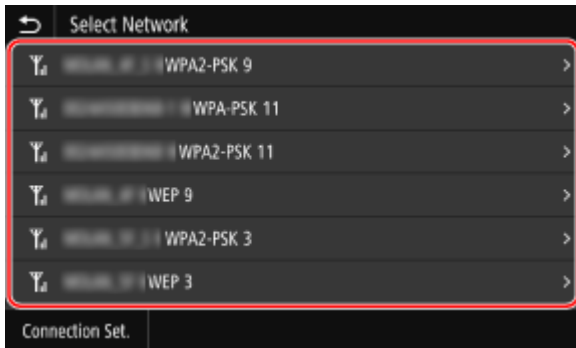 Select Network
WPA2-PSK 9
WPA-PSK 11
WPA2-PSK 11
WEP 9
WPA2-PSK 3
WEP 3
Connection Set.